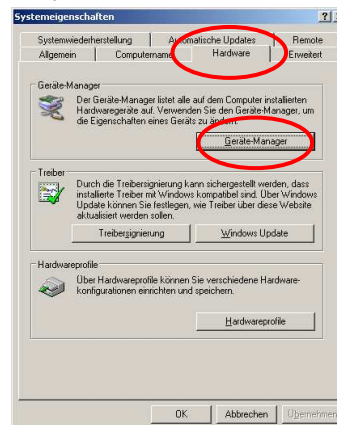 Systemeigenschaften
Systemwiederherstellung Automatische Updates Remote
Allgemein Computername Hardware Erweitert
Geräte-Manager
Der Geräte-Manager listet alle auf dem Computer installierten
Hardwaregeräte auf. Verwenden Sie den Geräte-Manager, um
die Eigenschaften eines Geräts zu ändern.
Geräte-Manager
Treiber
Durch die Treibersignierung kann sichergestellt werden, dass
installierte Treiber mit Windows kompatibel sind. Über Windows
Update können Sie festlegen, wie Treiber über diese Website
aktualisiert werden sollen.
Treibersignierung Windows Update
Hardwareprofile
Über Hardwareprofile können Sie verschiedene Hardware-
konfigurationen einrichten und speichern.
Hardwareprofile
OK Abbrechen Übernehmen